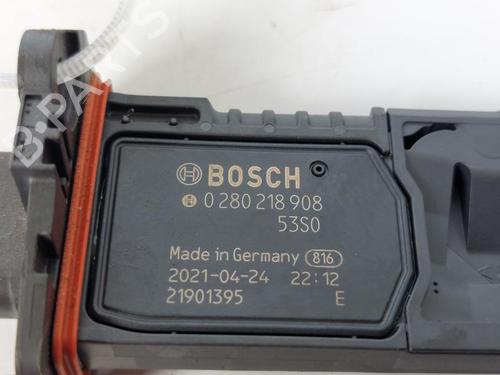 B-PARTS
BOSCH
0 280 218 908
53S0
Made in Germany 816
2021-04-24 22:12
21901395 E